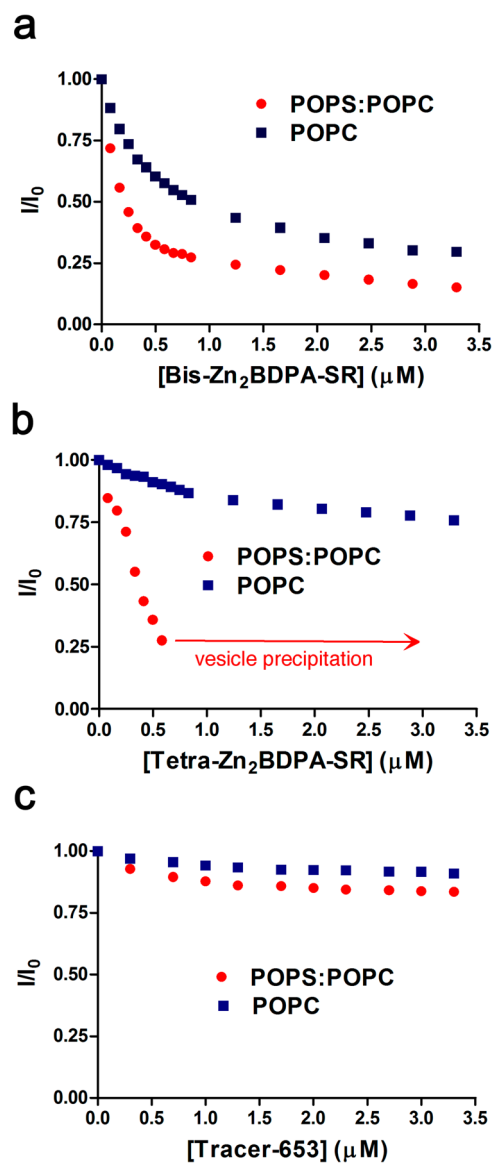 a
1.00
0.75
0.50
0.25
0.00
I/I₀
POPS:POPC
POPC
0.0 0.5 1.0 1.5 2.0 2.5 3.0 3.5
[Bis-Zn₂BDPA-SR] (μM)
b
1.00
0.75
0.50
0.25
0.00
I/I₀
POPS:POPC
POPC
vesicle precipitation
0.0 0.5 1.0 1.5 2.0 2.5 3.0 3.5
[Tetra-Zn₂BDPA-SR] (μM)
c
1.00
0.75
0.50
0.25
0.00
I/I₀
POPS:POPC
POPC
0.0 0.5 1.0 1.5 2.0 2.5 3.0 3.5
[Tracer-653] (μM)